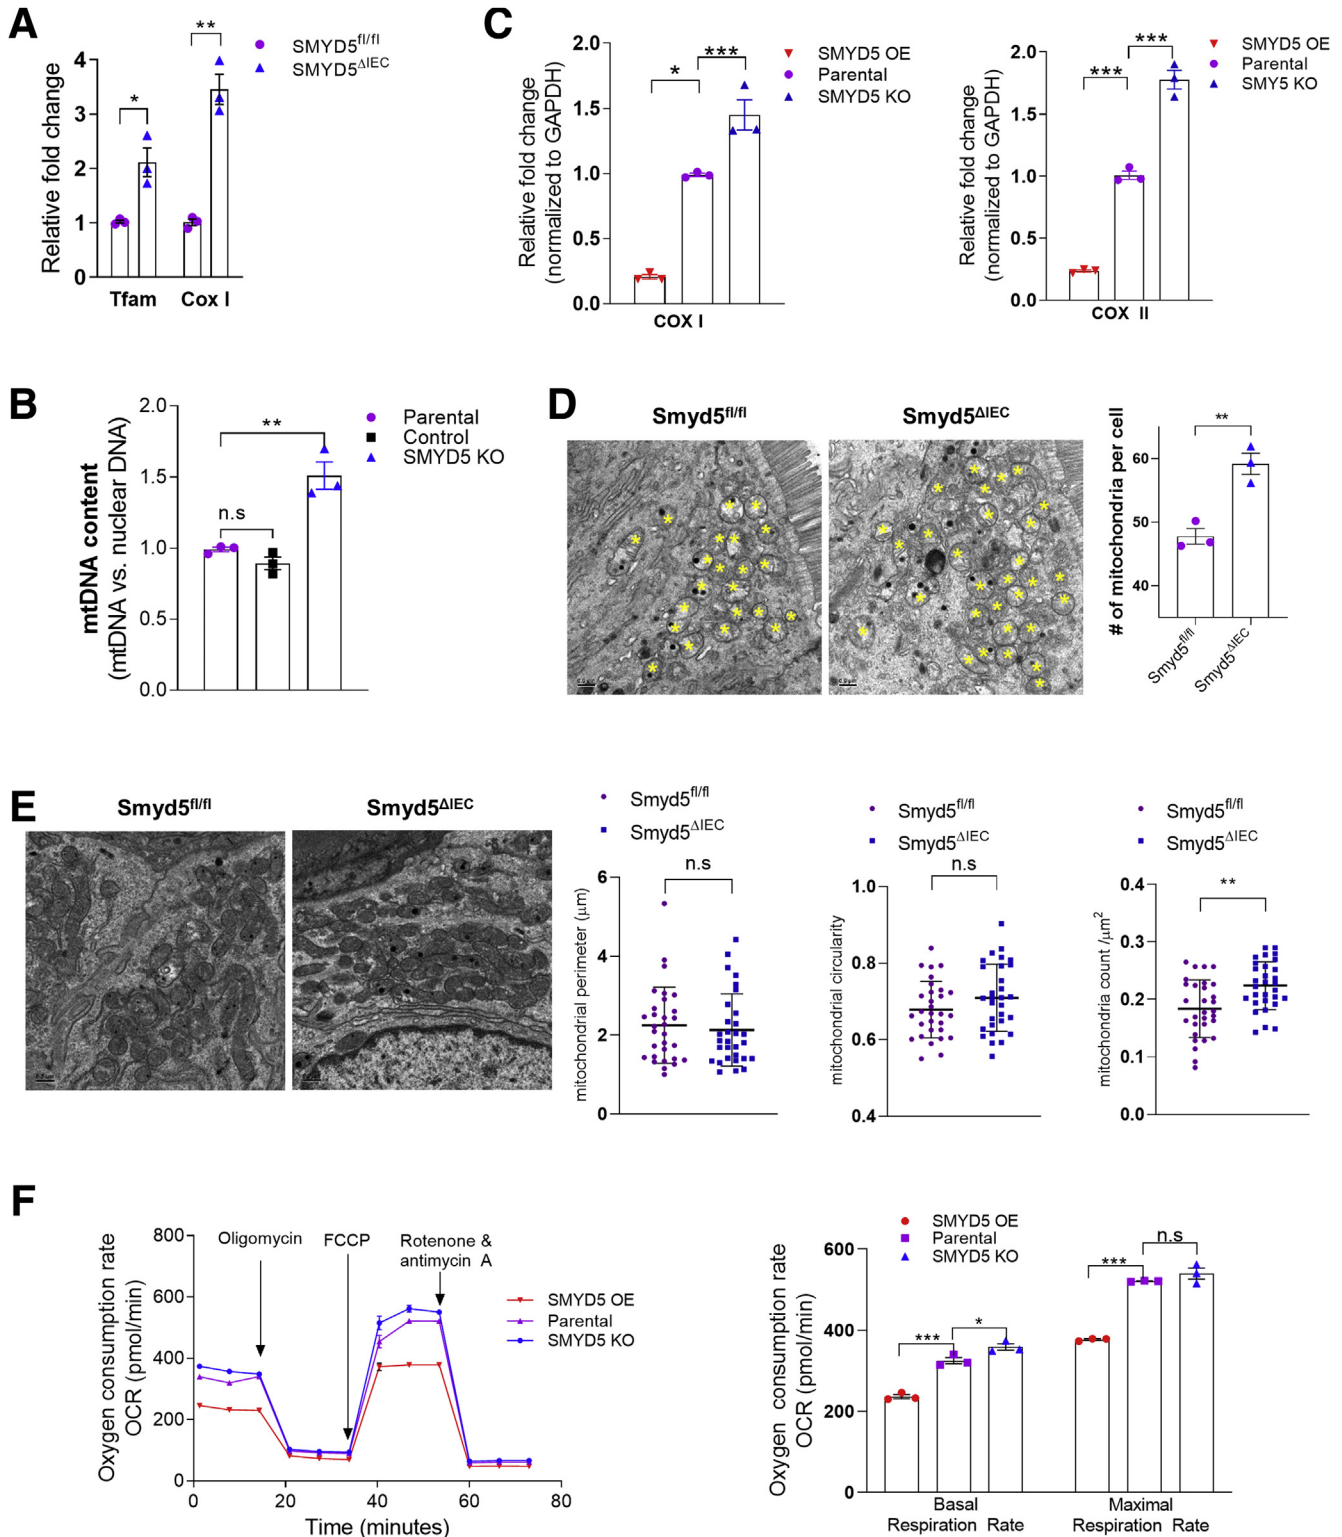 A
SMYD5fl/fl
SMYD5ΔIEC
**
*
Relative fold change
4
3
2
1
0
Tfam
Cox I
C
2.0
1.5
1.0
0.5
0.0
Relative fold change
(normalized to GAPDH)
*
***
SMYD5 OE
Parental
SMYD5 KO
COX I
2.0
1.5
1.0
0.5
0.0
Relative fold change
(normalized to GAPDH)
***
***
SMYD5 OE
Parental
SMY5 KO
COX II
B
mtDNA content
(mtDNA vs. nuclear DNA)
2.0
1.5
1.0
0.5
0.0
**
n.s
Parental
Control
SMYD5 KO
D
Smyd5fl/fl
Smyd5ΔIEC
# of mitochondria per cell
60
50
40
**
Smyd5fl/fl
Smyd5ΔIEC
E
Smyd5fl/fl
Smyd5ΔIEC
Smyd5fl/fl
Smyd5ΔIEC
n.s
mitochondrial perimeter (μm)
6
4
2
0
Smyd5fl/fl
Smyd5ΔIEC
n.s
mitochondrial circularity
1.0
0.8
0.6
0.4
Smyd5fl/fl
Smyd5ΔIEC
**
mitochondria count /μm2
0.4
0.3
0.2
0.1
0.0
F
Oxygen consumption rate
OCR (pmol/min)
800
600
400
200
0
0
20
40
60
80
Time (minutes)
Oligomycin
FCCP
Rotenone &
antimycin A
SMYD5 OE
Parental
SMYD5 KO
Oxygen consumption rate
OCR (pmol/min)
600
400
200
0
SMYD5 OE
Parental
SMYD5 KO
***
*
***
n.s
Basal
Respiration Rate
Maximal
Respiration Rate